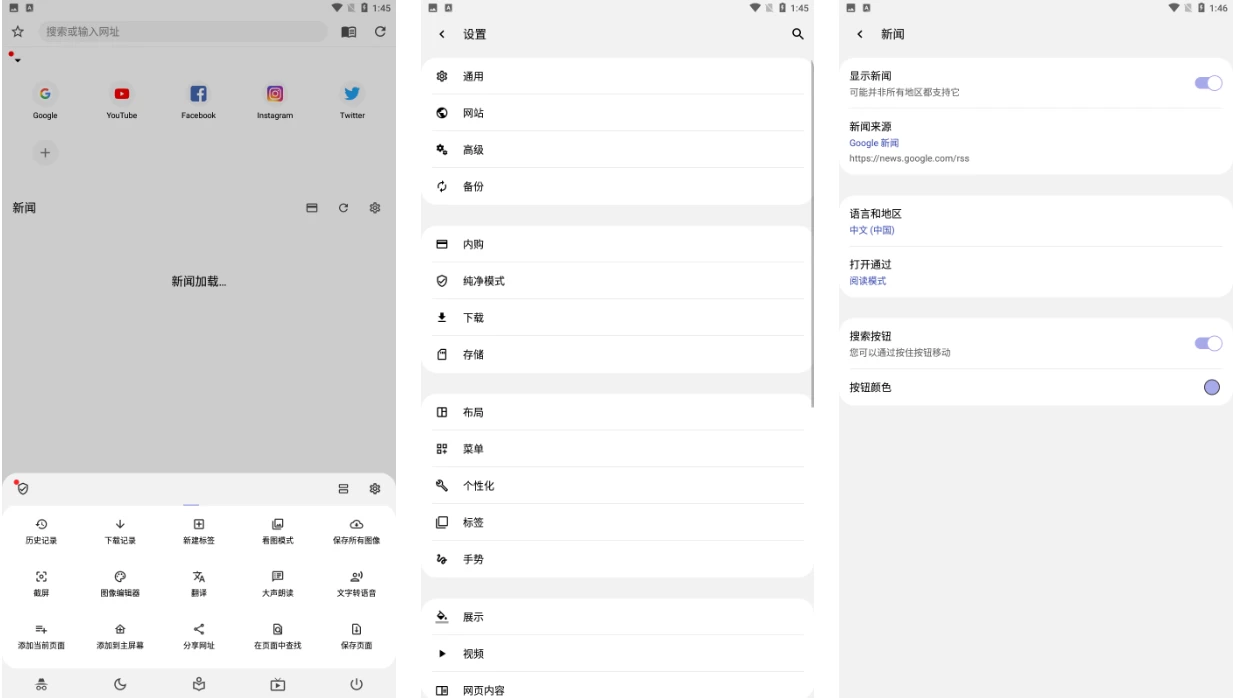 1:45
搜索或输入网址
Google
YouTube
Facebook
Instagram
Twitter
新闻
新闻加载...
历史记录
下载记录
新建标签
看图模式
保存所有图像
截屏
图像编辑器
翻译
大声朗读
文字转语音
添加当前页面
添加到主屏幕
分享网址
在页面中查找
保存页面
1:45
设置
通用
网站
高级
备份
内购
纯净模式
下载
存储
布局
菜单
个性化
标签
手势
展示
视频
网页内容
1:46
新闻
显示新闻
可能并非所有地区都支持它
新闻来源
Google 新闻
https://news.google.com/rss
语言和地区
中文 (中国)
打开通过
阅读模式
搜索按钮
您可以通过按住按钮移动
按钮颜色